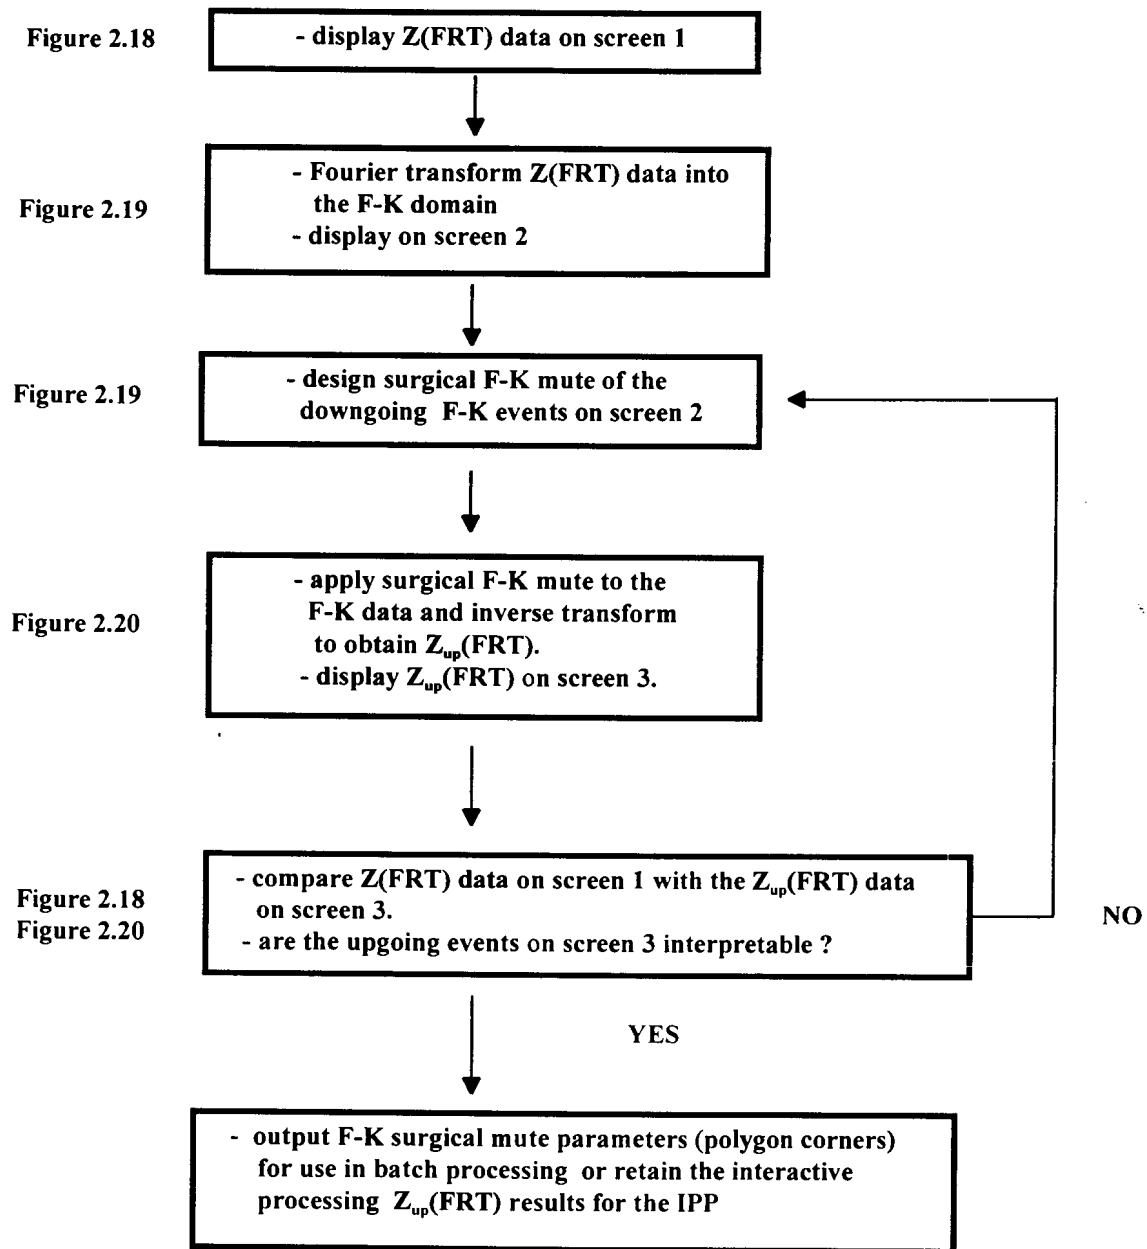 Figure 2.18
- display Z(FRT) data on screen 1
Figure 2.19
- Fourier transform Z(FRT) data into
the F-K domain
- display on screen 2
Figure 2.19
- design surgical F-K mute of the
downgoing F-K events on screen 2
Figure 2.20
- apply surgical F-K mute to the
F-K data and inverse transform
to obtain Zup(FRT).
- display Zup(FRT) on screen 3.
Figure 2.18
Figure 2.20
- compare Z(FRT) data on screen 1 with the Zup(FRT) data
on screen 3.
- are the upgoing events on screen 3 interpretable ?
NO
YES
- output F-K surgical mute parameters (polygon corners)
for use in batch processing or retain the interactive
processing Zup(FRT) results for the IPP